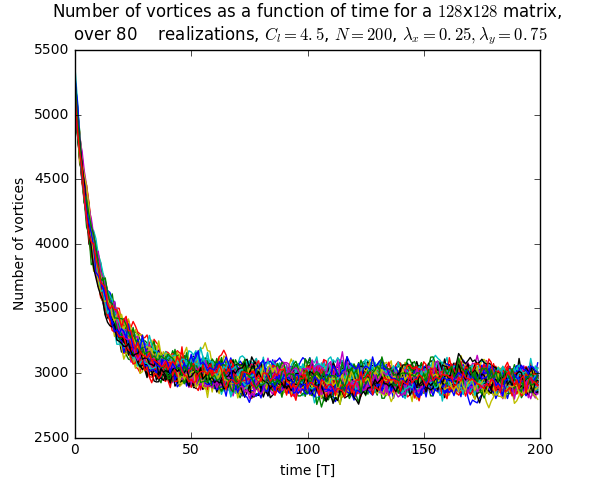 Number of vortices as a function of time for a 128x128 matrix,
over 80    realizations, $C_l = 4.5$, $N = 200$, $\lambda_x = 0.25, \lambda_y = 0.75$
5500
5000
4500
4000
3500
3000
2500
Number of vortices
0 50 100 150 200
time [T]